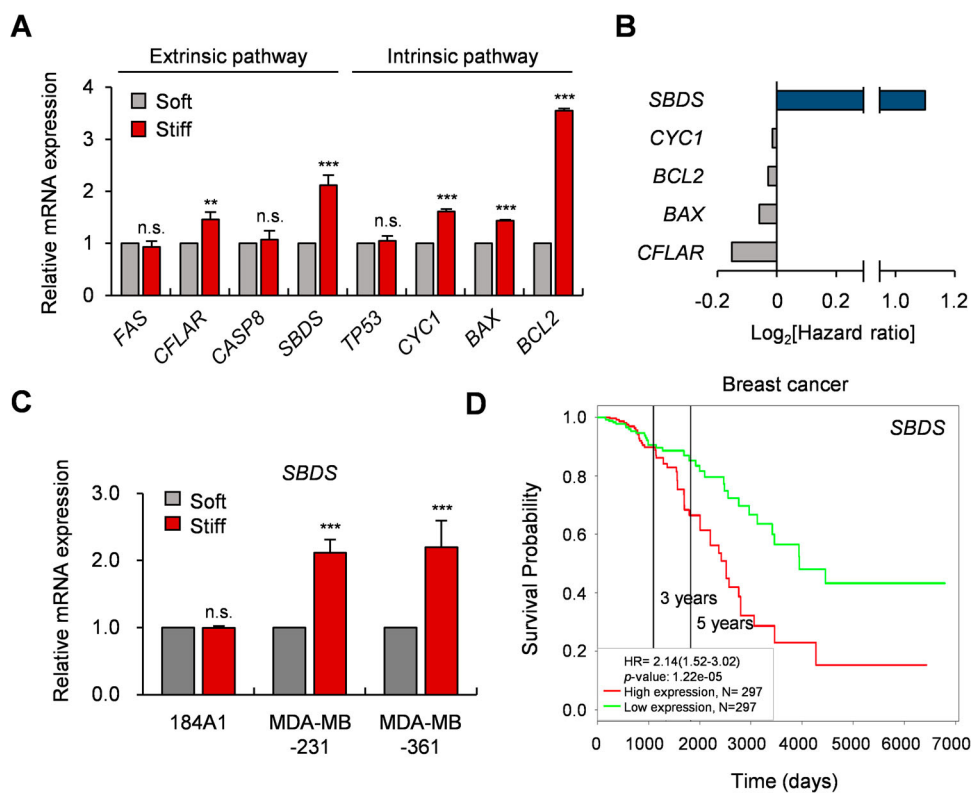 A
Extrinsic pathway
Intrinsic pathway
Relative mRNA expression
4
3
2
1
0
Soft
Stiff
n.s.
**
n.s.
***
n.s.
***
***
***
FAS
CFLAR
CASP8
SBDS
TP53
CYC1
BAX
BCL2
B
SBDS
CYC1
BCL2
BAX
CFLAR
-0.2
0
0.2
1.0
1.2
Log₂[Hazard ratio]
C
SBDS
Relative mRNA expression
3.0
2.0
1.0
0.0
Soft
Stiff
n.s.
***
***
184A1
MDA-MB
-231
MDA-MB
-361
D
Breast cancer
SBDS
Survival Probability
1.0
0.8
0.6
0.4
0.2
0.0
3 years
5 years
HR= 2.14(1.52-3.02)
p-value: 1.22e-05
High expression, N= 297
Low expression, N=297
0
1000
2000
3000
4000
5000
6000
7000
Time (days)